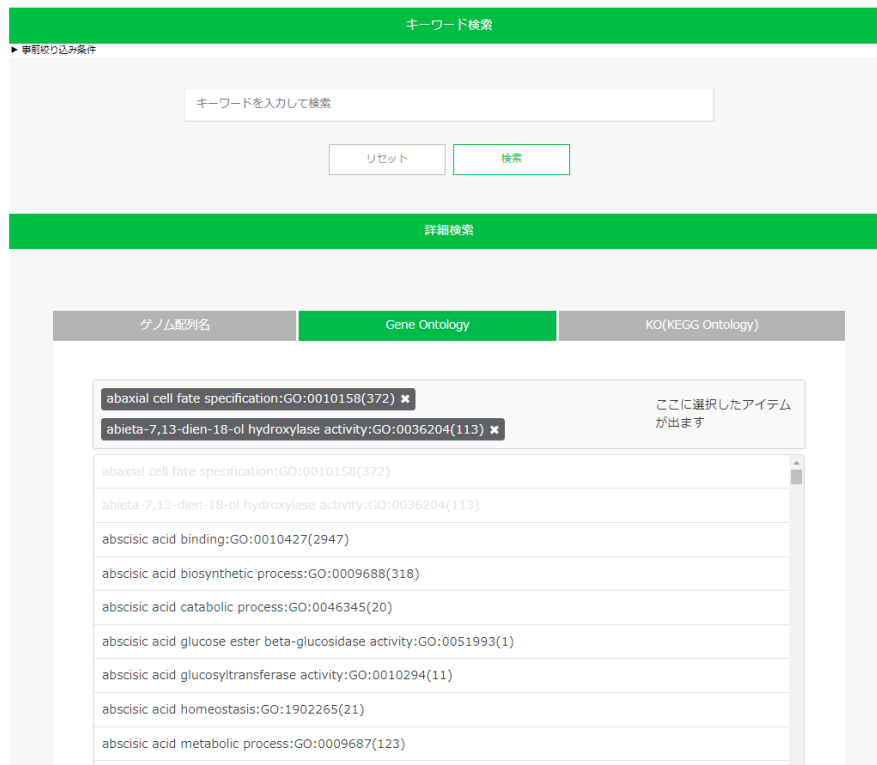 キーワード検索
▶ 事前絞り込み条件
キーワードを入力して検索
リセット 検索
詳細検索
ゲノム配列名 Gene Ontology KO(KEGG Ontology)
abaxial cell fate specification:GO:0010158(372) ✖
abieta-7,13-dien-18-ol hydroxylase activity:GO:0036204(113) ✖
ここに選択したアイテム
が出ます
abaxial cell fate specification:GO:0010158(372)
abieta-7,13-dien-18-ol hydroxylase activity:GO:0036204(113)
abscisic acid binding:GO:0010427(2947)
abscisic acid biosynthetic process:GO:0009688(318)
abscisic acid catabolic process:GO:0046345(20)
abscisic acid glucose ester beta-glucosidase activity:GO:0051993(1)
abscisic acid glucosyltransferase activity:GO:0010294(11)
abscisic acid homeostasis:GO:1902265(21)
abscisic acid metabolic process:GO:0009687(123)